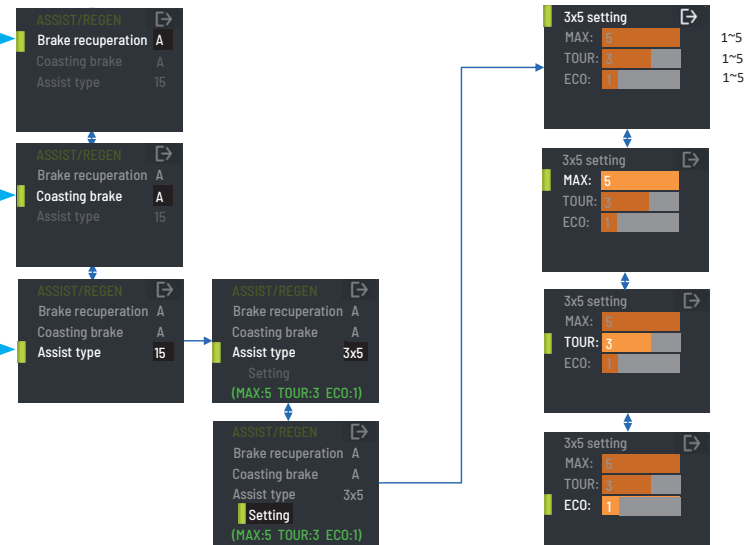 ASSIST/REGEN
Brake recuperation A
Coasting brake A
Assist type 15
ASSIST/REGEN
Brake recuperation A
Coasting brake A
Assist type 15
ASSIST/REGEN
Brake recuperation A
Coasting brake A
Assist type 15
ASSIST/REGEN
Brake recuperation A
Coasting brake A
Assist type 3x5
Setting
(MAX:5 TOUR:3 ECO:1)
ASSIST/REGEN
Brake recuperation A
Coasting brake A
Assist type 3x5
Setting
(MAX:5 TOUR:3 ECO:1)
3x5 setting
MAX: 5 1~5
TOUR: 3 1~5
ECO: 1 1~5
3x5 setting
MAX: 5
TOUR: 3
ECO: 1
3x5 setting
MAX: 5
TOUR: 3
ECO: 1
3x5 setting
MAX: 5
TOUR: 3
ECO: 1